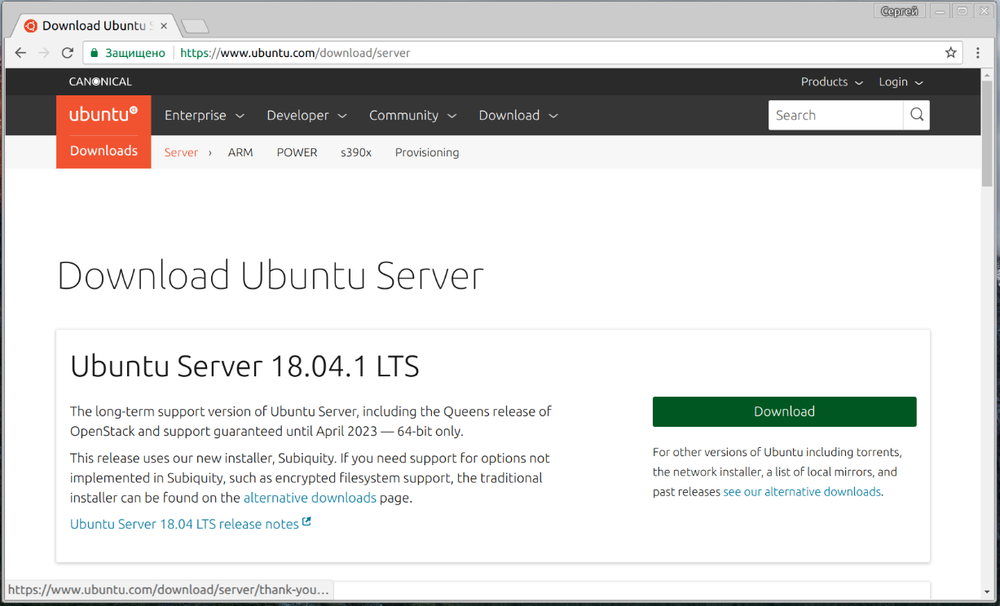 Сергей
Download Ubuntu S
Защищено https://www.ubuntu.com/download/server
CANONICAL Products Login
ubuntu Enterprise Developer Community Download Search
Downloads Server › ARM POWER s390x Provisioning
Download Ubuntu Server
Ubuntu Server 18.04.1 LTS
The long-term support version of Ubuntu Server, including the Queens release of
OpenStack and support guaranteed until April 2023 — 64-bit only.
This release uses our new installer, Subiquity. If you need support for options not
implemented in Subiquity, such as encrypted filesystem support, the traditional
installer can be found on the alternative downloads page.
Ubuntu Server 18.04 LTS release notes
Download
For other versions of Ubuntu including torrents,
the network installer, a list of local mirrors, and
past releases see our alternative downloads.
https://www.ubuntu.com/download/server/thank-you...